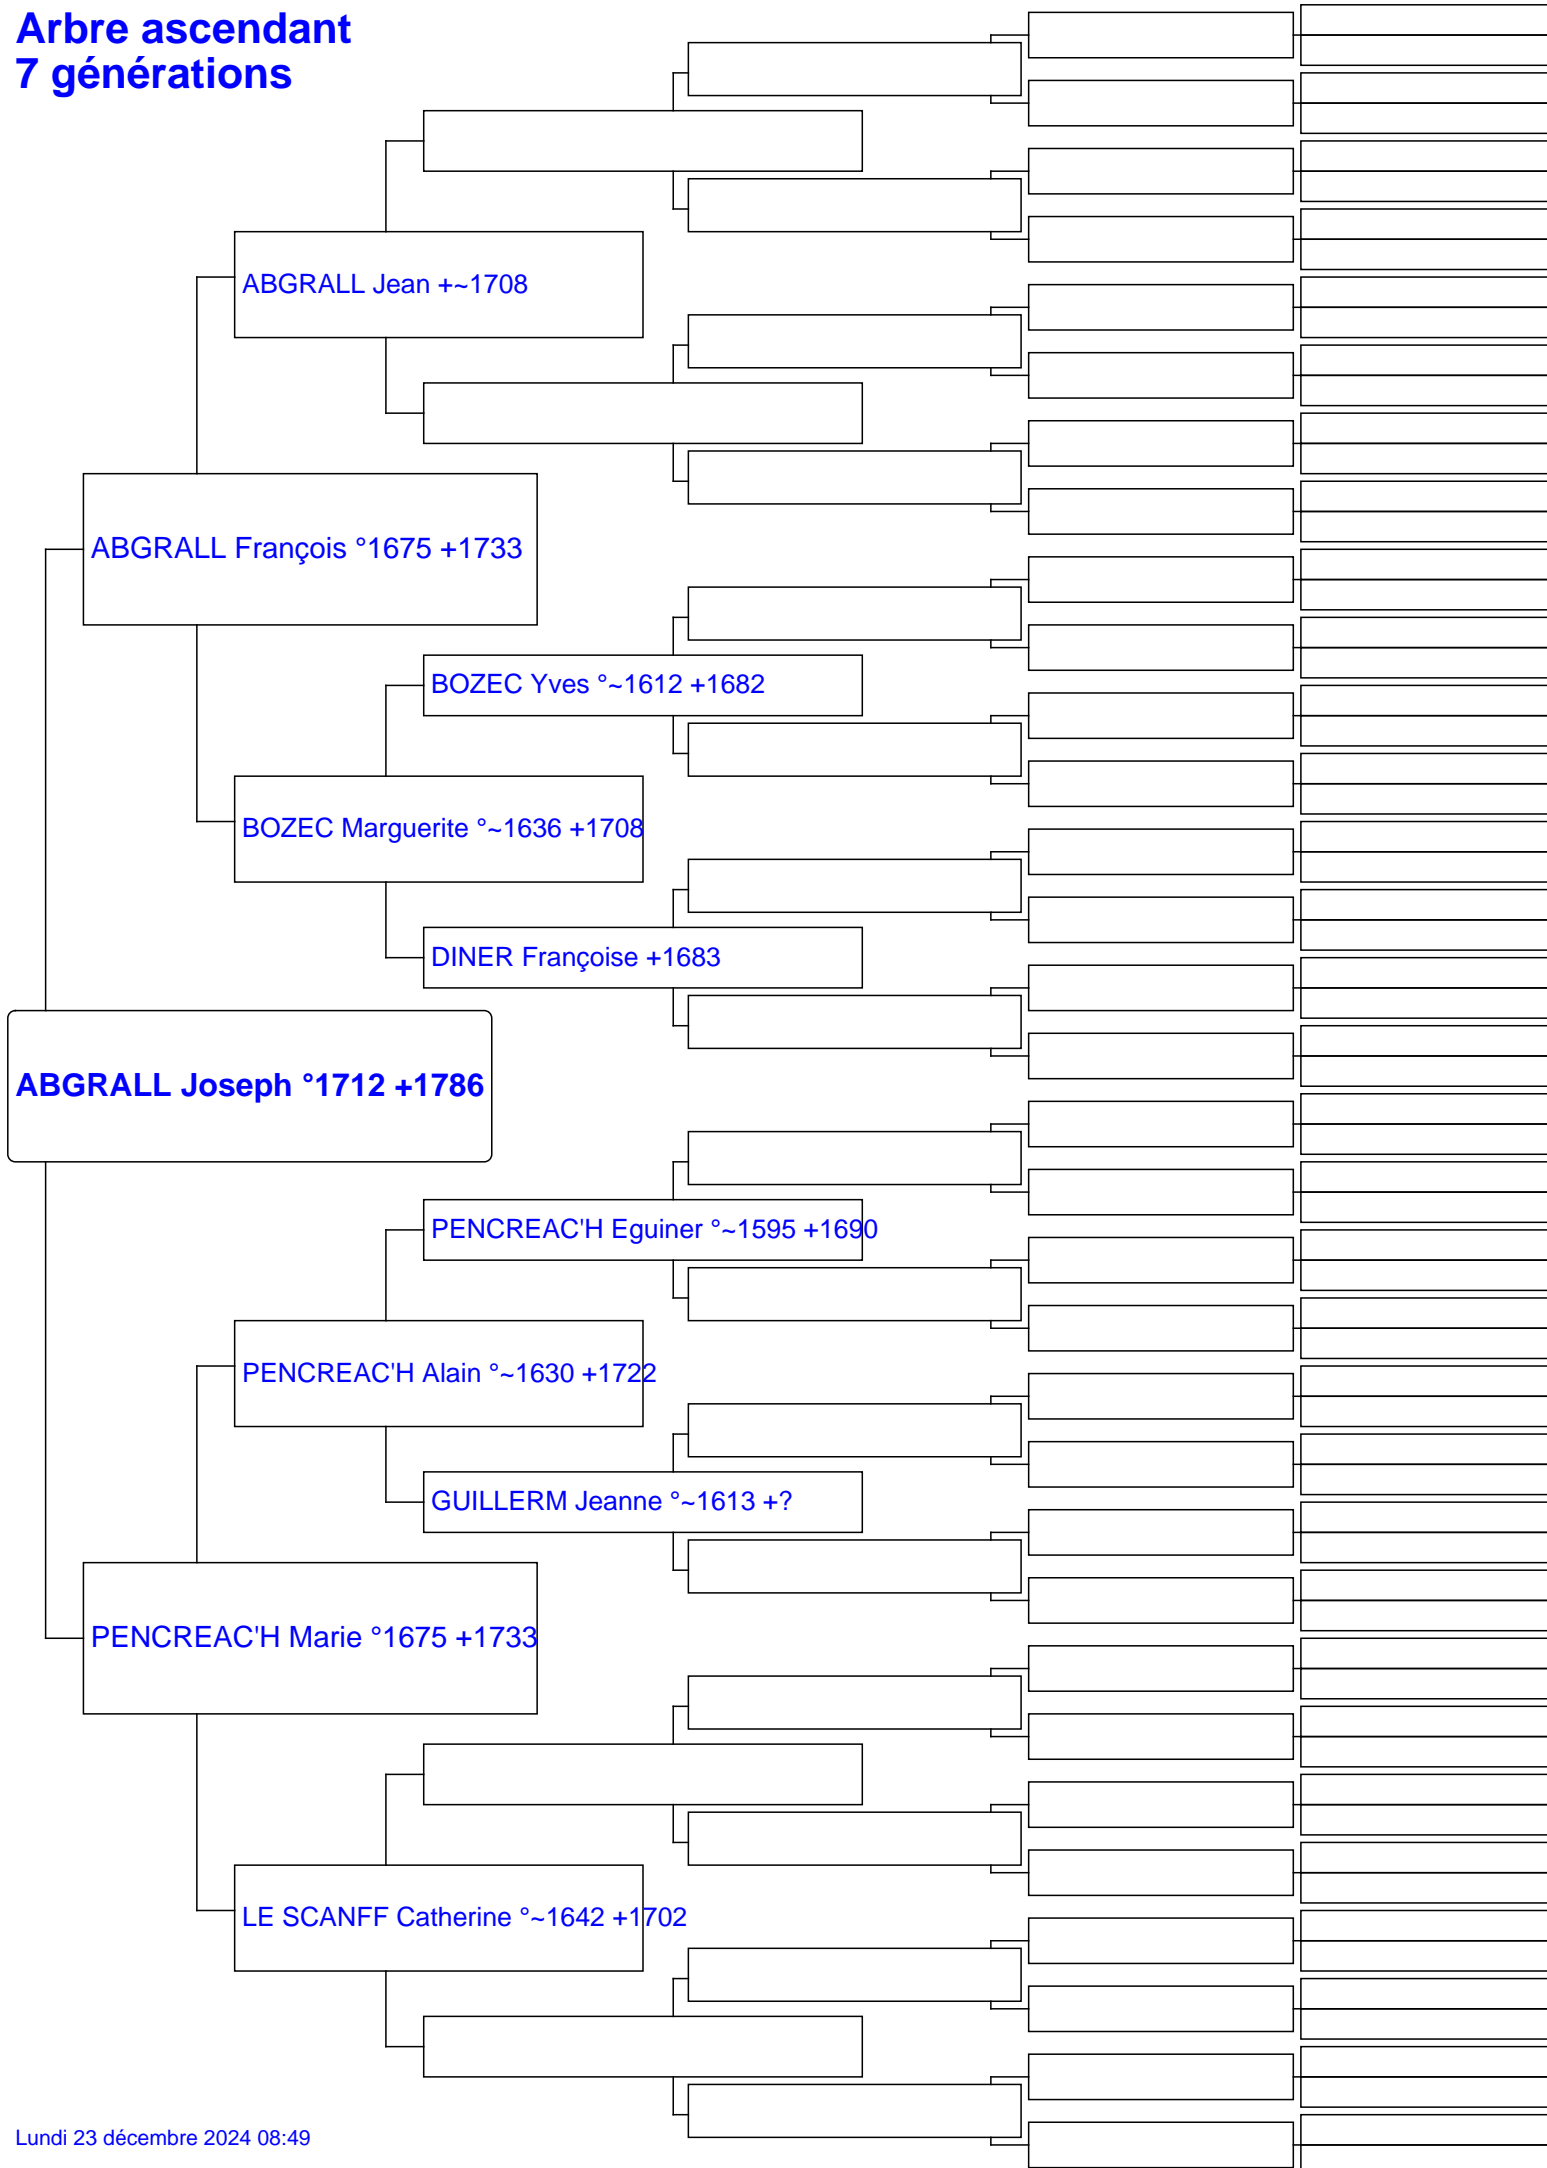 Arbre ascendant
7 générations
ABGRALL Jean +~1708
ABGRALL François °1675 +1733
BOZEC Yves °~1612 +1682
BOZEC Marguerite °~1636 +1708
DINER Françoise +1683
ABGRALL Joseph °1712 +1786
PENCREAC'H Eguiner °~1595 +1690
PENCREAC'H Alain °~1630 +1722
GUILLERM Jeanne °~1613 +?
PENCREAC'H Marie °1675 +1733
LE SCANFF Catherine °~1642 +1702
Lundi 23 décembre 2024 08:49